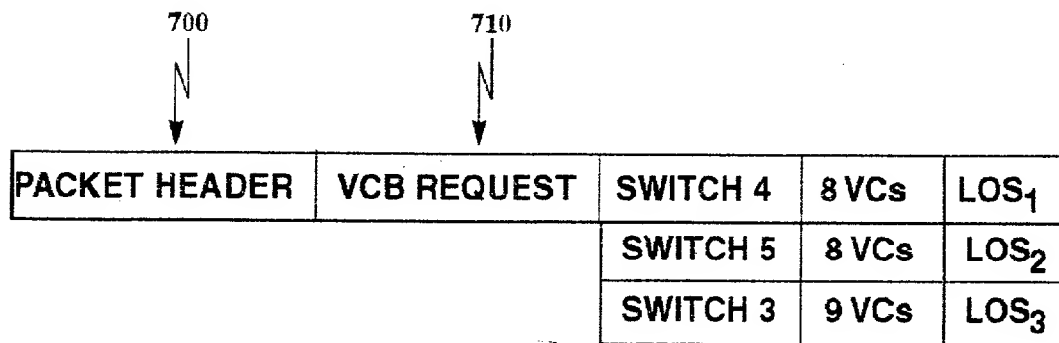 700 710
PACKET HEADER VCB REQUEST SWITCH 4 8 VCs LOS₁
SWITCH 5 8 VCs LOS₂
SWITCH 3 9 VCs LOS₃